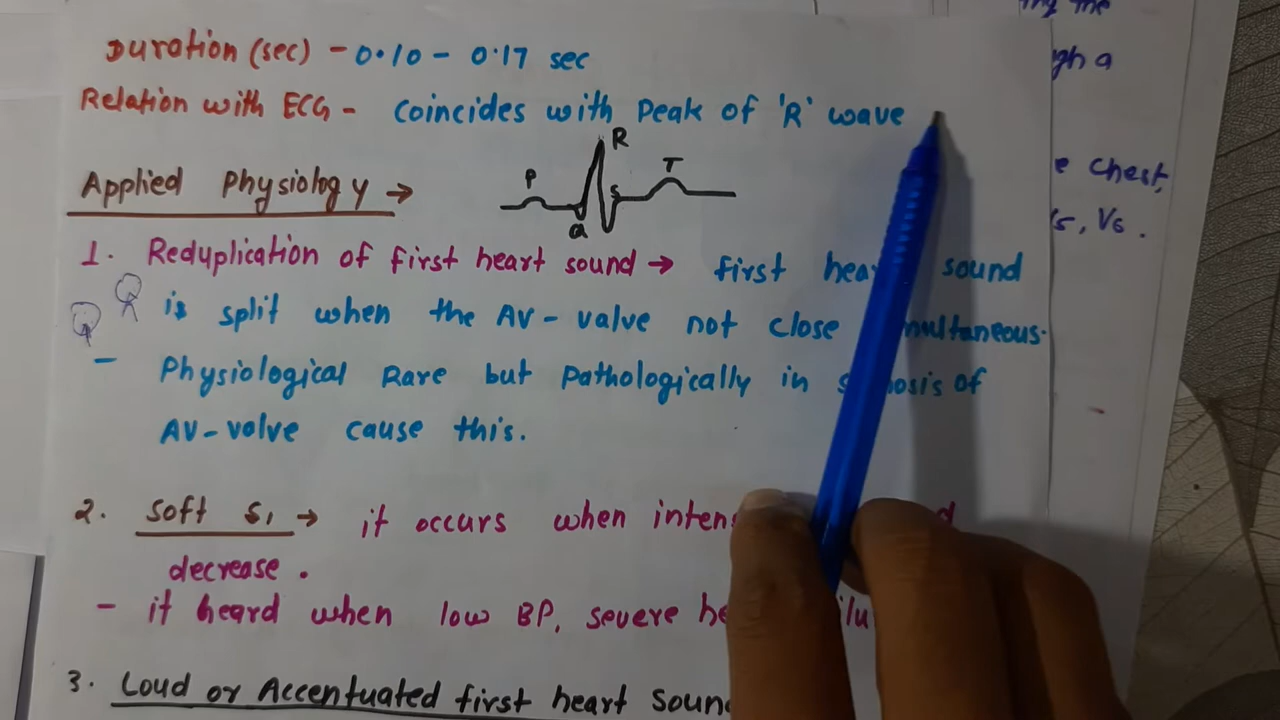 Duration (sec) - 0.10 - 0.17 sec
Relation with ECG - coincides with Peak of 'R' wave
R
P
T
S
Q
Applied Physiology →
1. Reduplication of first heart sound → first sound
is split when the AV - valve not close
- Physiological Rare but Pathologically in of
AV-valve cause this.
2. Soft S1 → it occurs when
decrease.
- it heard when low BP, severe
3. Loud or Accentuated first heart
the
gh a
e chest,
V6.